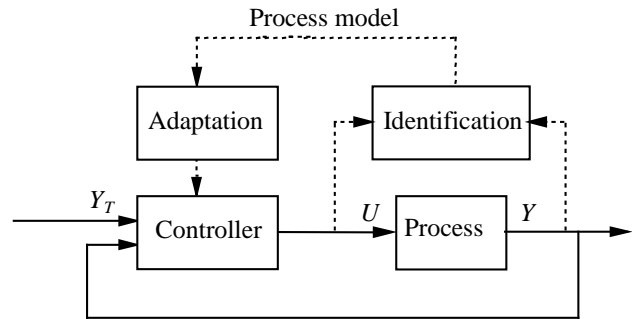 Process model
Adaptation
Identification
Y_T
Controller
U
Process
Y